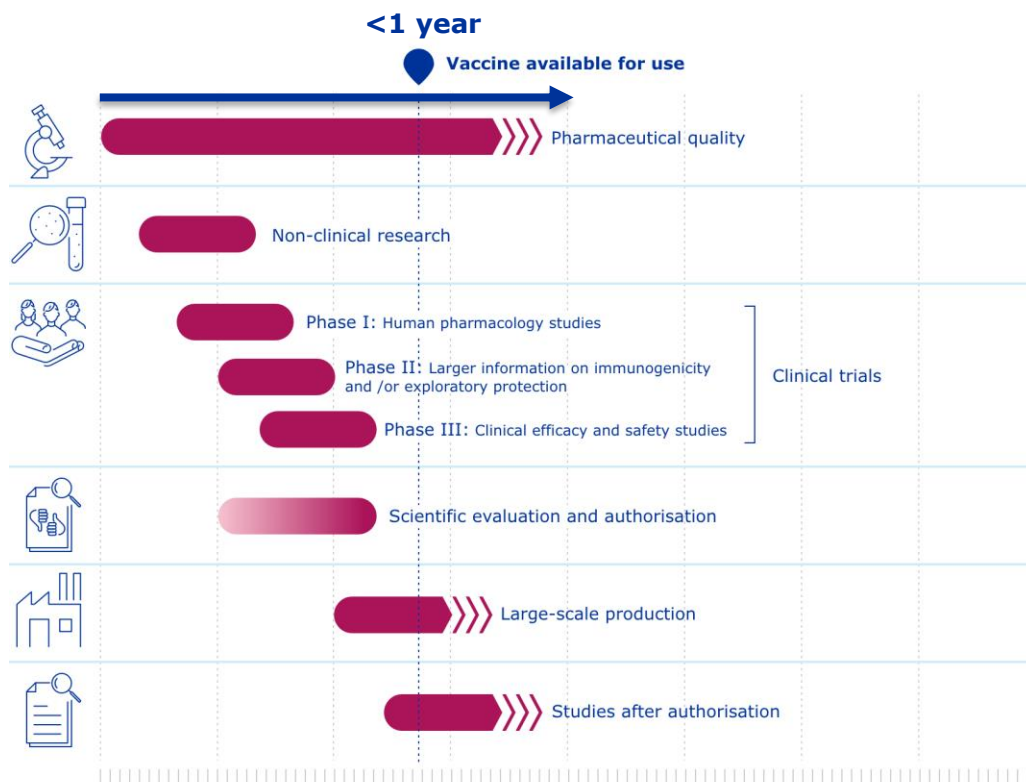 <1 year
Vaccine available for use
Pharmaceutical quality
Non-clinical research
Phase I: Human pharmacology studies
Phase II: Larger information on immunogenicity
and /or exploratory protection
Clinical trials
Phase III: Clinical efficacy and safety studies
Scientific evaluation and authorisation
Large-scale production
Studies after authorisation